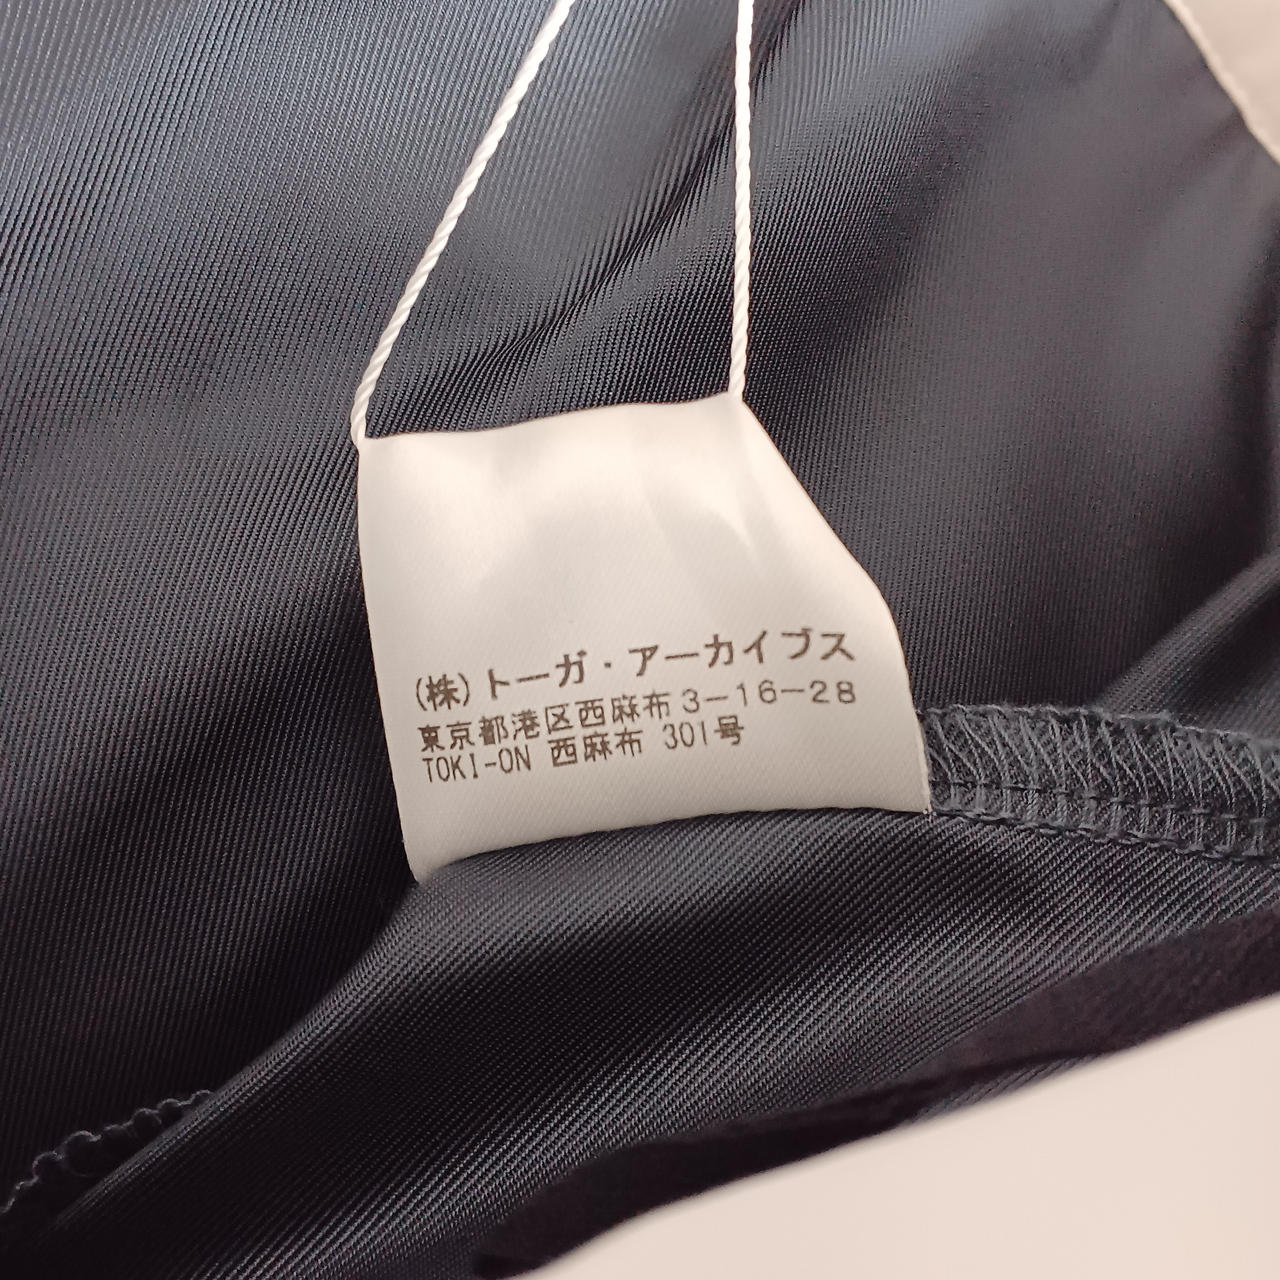 (株)トーガ・アーカイブス
東京都港区西麻布3-16-28
TOKI-ON 西麻布 301号